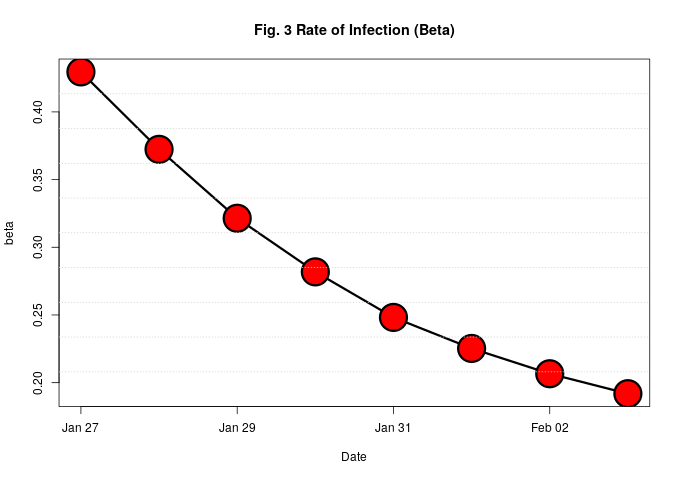 Fig. 3 Rate of Infection (Beta)
0.40
0.35
0.30
0.25
0.20
beta
Jan 27 Jan 29 Jan 31 Feb 02
Date